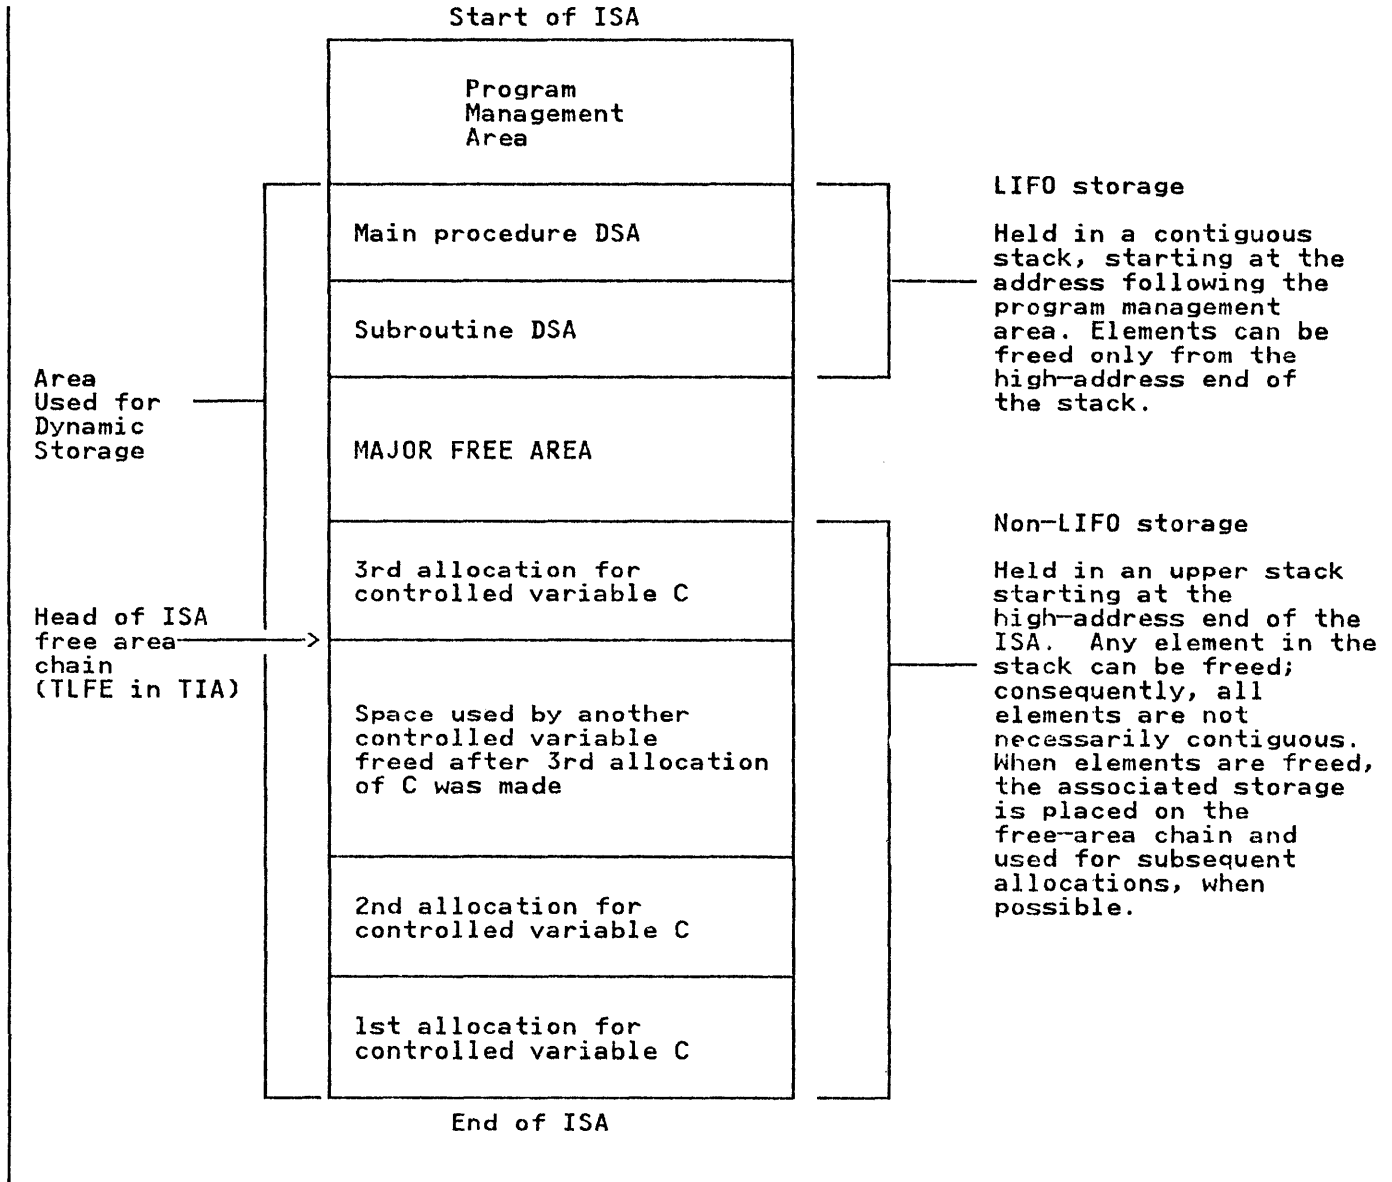 Start of ISA
Program
Management
Area
Main procedure DSA
Subroutine DSA
MAJOR FREE AREA
3rd allocation for
controlled variable C
Space used by another
controlled variable
freed after 3rd allocation
of C was made
2nd allocation for
controlled variable C
1st allocation for
controlled variable C
End of ISA
Area
Used for
Dynamic
Storage
Head of ISA
free area
chain
(TLFE in TIA)
LIFO storage
Held in a contiguous
stack, starting at the
address following the
program management
area. Elements can be
freed only from the
high-address end of
the stack.
Non-LIFO storage
Held in an upper stack
starting at the
high-address end of the
ISA. Any element in the
stack can be freed;
consequently, all
elements are not
necessarily contiguous.
When elements are freed,
the associated storage
is placed on the
free-area chain and
used for subsequent
allocations, when
possible.